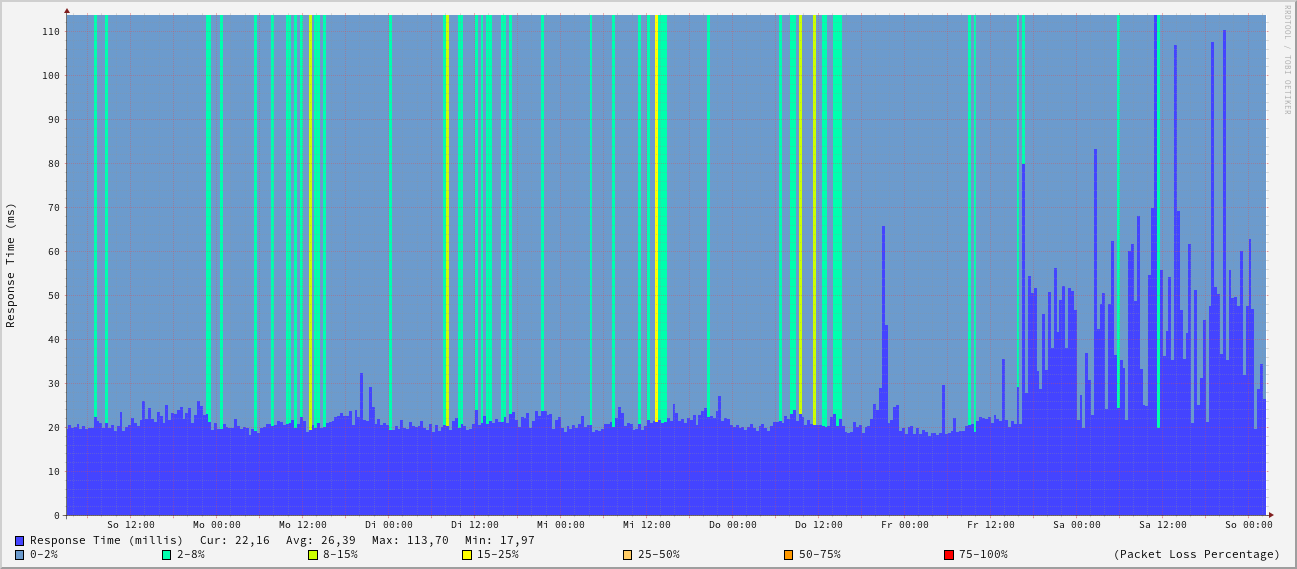 RRDTOOL / TOBI OETIKER
Response Time (ms)
110
100
90
80
70
60
50
40
30
20
10
0
So 12:00 Mo 00:00 Mo 12:00 Di 00:00 Di 12:00 Mi 00:00 Mi 12:00 Do 00:00 Do 12:00 Fr 00:00 Fr 12:00 Sa 00:00 Sa 12:00 So 00:00
Response Time (millis) Cur: 22,16 Avg: 26,39 Max: 113,70 Min: 17,97
0-2% 2-8% 8-15% 15-25% 25-50% 50-75% 75-100% (Packet Loss Percentage)